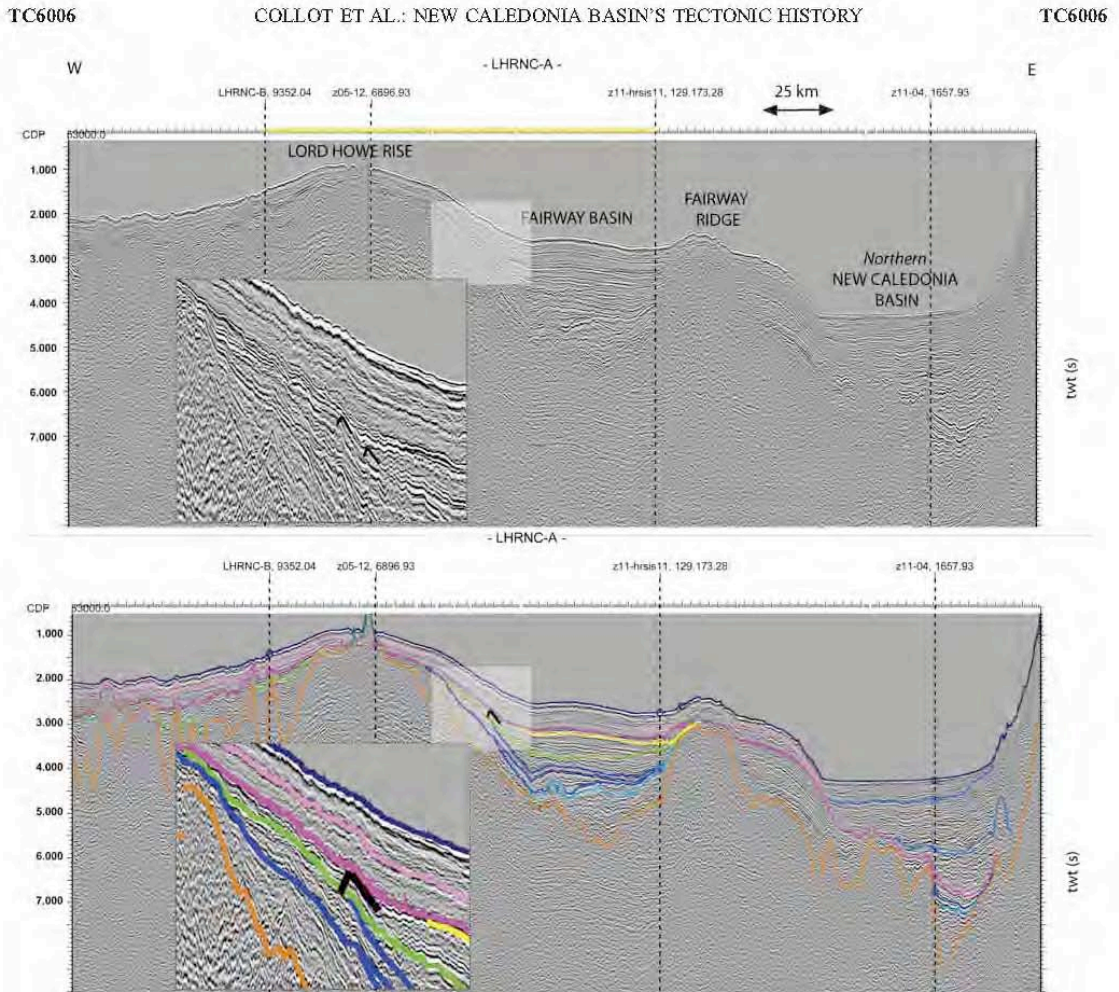 TC6006 COLLOT ET AL.: NEW CALEDONIA BASIN'S TECTONIC HISTORY TC6006
W - LHRNC-A - E
LHRNC-B, 9352.04 z05-12, 6896.93 z11-hrsis11, 129.173.28 25 km z11-04, 1657.93
CDP 53000.0
LORD HOWE RISE
1.000
2.000
FAIRWAY BASIN
FAIRWAY
RIDGE
3.000
Northern
NEW CALEDONIA
BASIN
4.000
5.000
6.000
7.000
twt (s)
- LHRNC-A -
LHRNC-B, 9352.04 z05-12, 6896.93 z11-hrsis11, 129.173.28 z11-04, 1657.93
CDP 53000.0
1.000
2.000
3.000
4.000
5.000
6.000
7.000
twt (s)